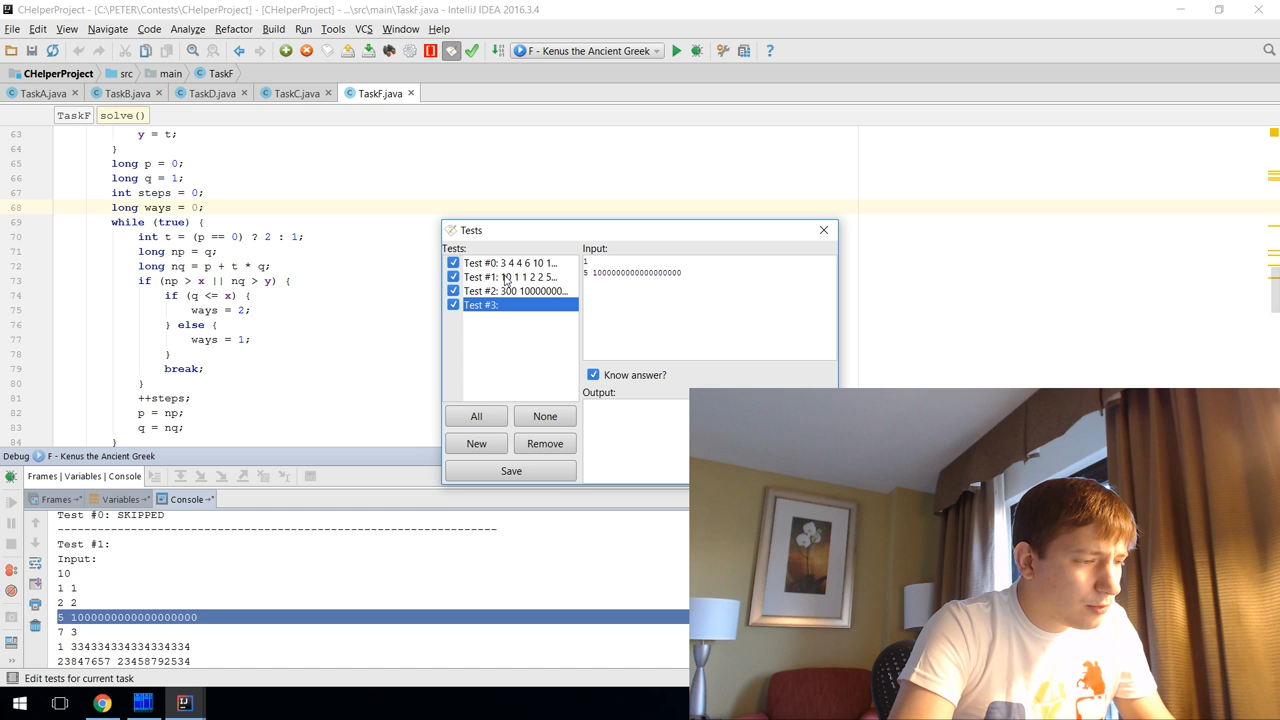 CHelperProject - [C:\PETER\Contests\CHelperProject] - [CHelperProject] - ...\src\main\TaskF.java - IntelliJ IDEA 2016.3.4
File Edit View Navigate Code Analyze Refactor Build Run Tools VCS Window Help
F - Kenus the Ancient Greek
CHelperProject src main TaskF
TaskA.java TaskB.java TaskD.java TaskC.java TaskF.java
TaskF solve()
63 y = t;
64 }
65 long p = 0;
66 long q = 1;
67 int steps = 0;
68 long ways = 0;
69 while (true) {
70 int t = (p == 0) ? 2 : 1;
71 long np = q;
72 long nq = p + t * q;
73 if (np > x || nq > y) {
74 if (q <= x) {
75 ways = 2;
76 } else {
77 ways = 1;
78 }
79 break;
80 }
81 ++steps;
82 p = np;
83 q = nq;
84 }
Tests
Tests:
Test #0: 3 4 4 6 10 1...
Test #1: 10 1 1 2 2 5...
Test #2: 300 10000000...
Test #3:
All None
New Remove
Save
Input:
1
5 1000000000000000000
Know answer?
Output:
Debug F - Kenus the Ancient Greek
Frames | Variables | Console
Frames Variables Console
Test #0: SKIPPED
------------------------------------------------------------------
Test #1:
Input:
10
1 1
2 2
5 1000000000000000000
7 3
1 334334334334334334
23847657 23458792534
Edit tests for current task